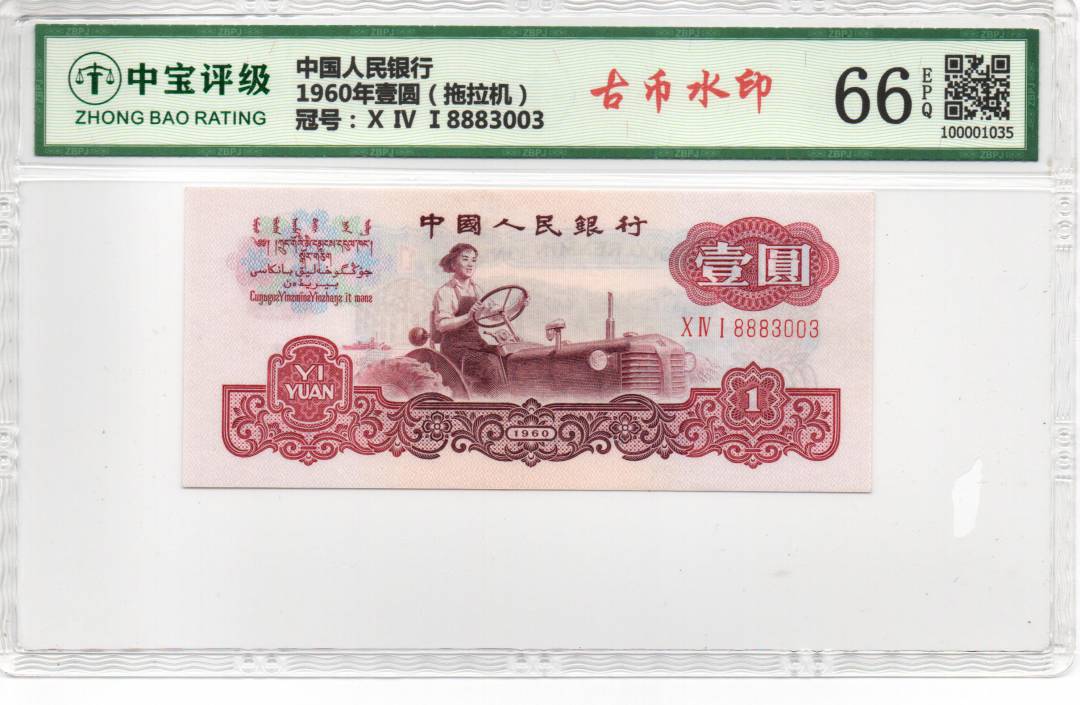 中宝评级
ZHONG BAO RATING
中国人民银行
1960年壹圆（拖拉机）
冠号：X IV I 8883003
古币水印
66
EPQ
100001035
中國人民銀行
壹圓
X IV I 8883003
YI
YUAN
1960
1